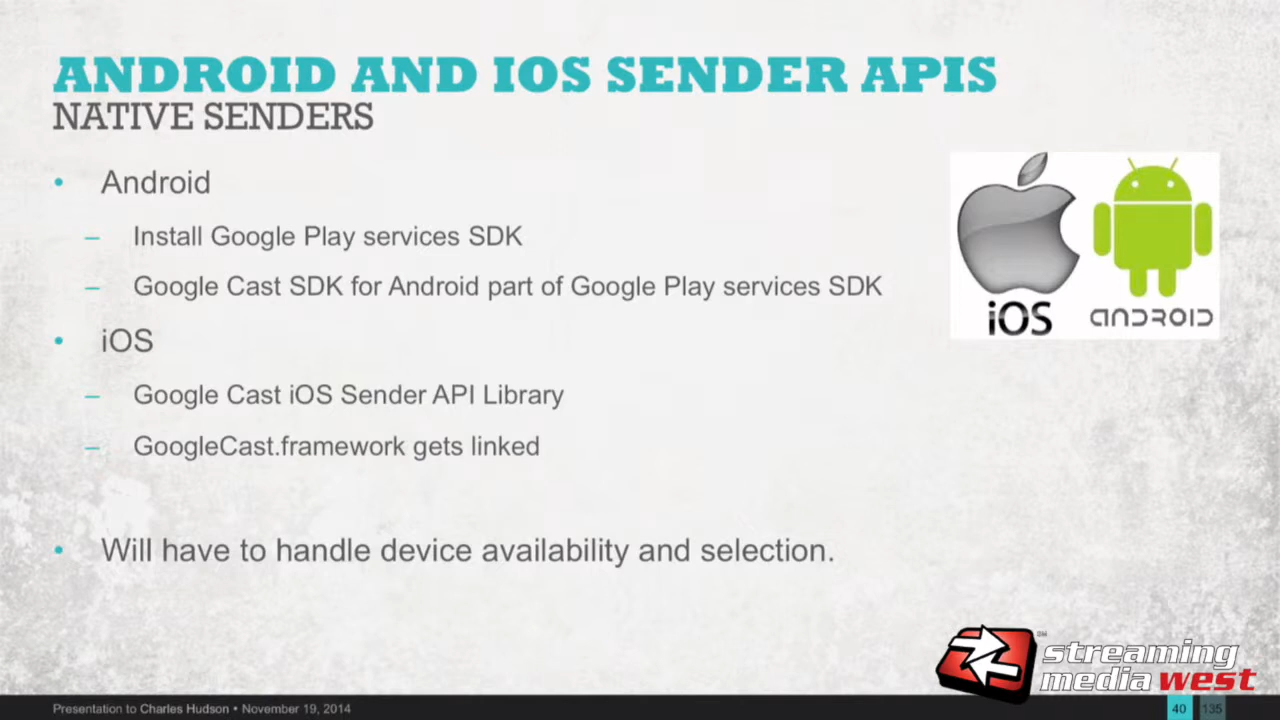 ANDROID AND IOS SENDER APIS
NATIVE SENDERS
• Android
– Install Google Play services SDK
– Google Cast SDK for Android part of Google Play services SDK
• iOS
– Google Cast iOS Sender API Library
– GoogleCast.framework gets linked
• Will have to handle device availability and selection.
iOS ANDROID
SM
streaming
media west
Presentation to Charles Hudson • November 19, 2014
40 135